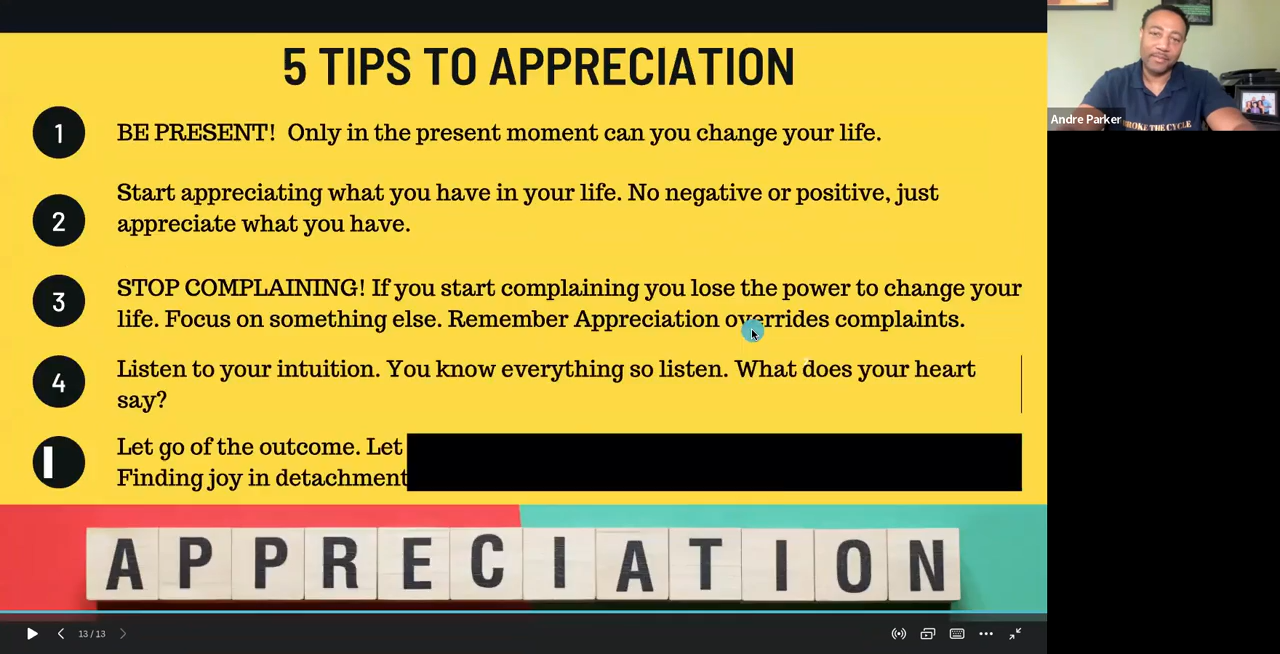 5 TIPS TO APPRECIATION
1
BE PRESENT!  Only in the present moment can you change your life.
2
Start appreciating what you have in your life. No negative or positive, just
appreciate what you have.
3
STOP COMPLAINING! If you start complaining you lose the power to change your
life. Focus on something else. Remember Appreciation overrides complaints.
4
Listen to your intuition. You know everything so listen. What does your heart
say?
Let go of the outcome. Let
Finding joy in detachment
APPRECIATION
13 / 13
Andre Parker
BROKE THE CYCLE